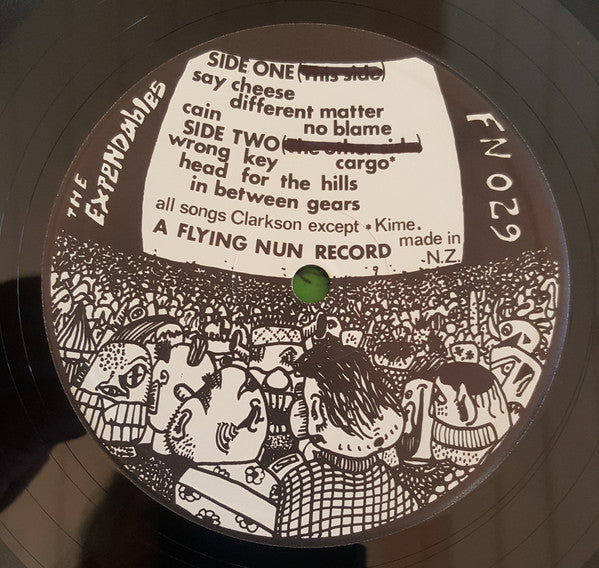 THE
EXPENDABLES
FN 029
SIDE ONE (this side)
say cheese
different matter
cain
no blame
SIDE TWO (the other side)
wrong key
cargo*
head for the hills
in between gears
all songs Clarkson except *Kime.
A FLYING NUN RECORD
made in
N.Z.